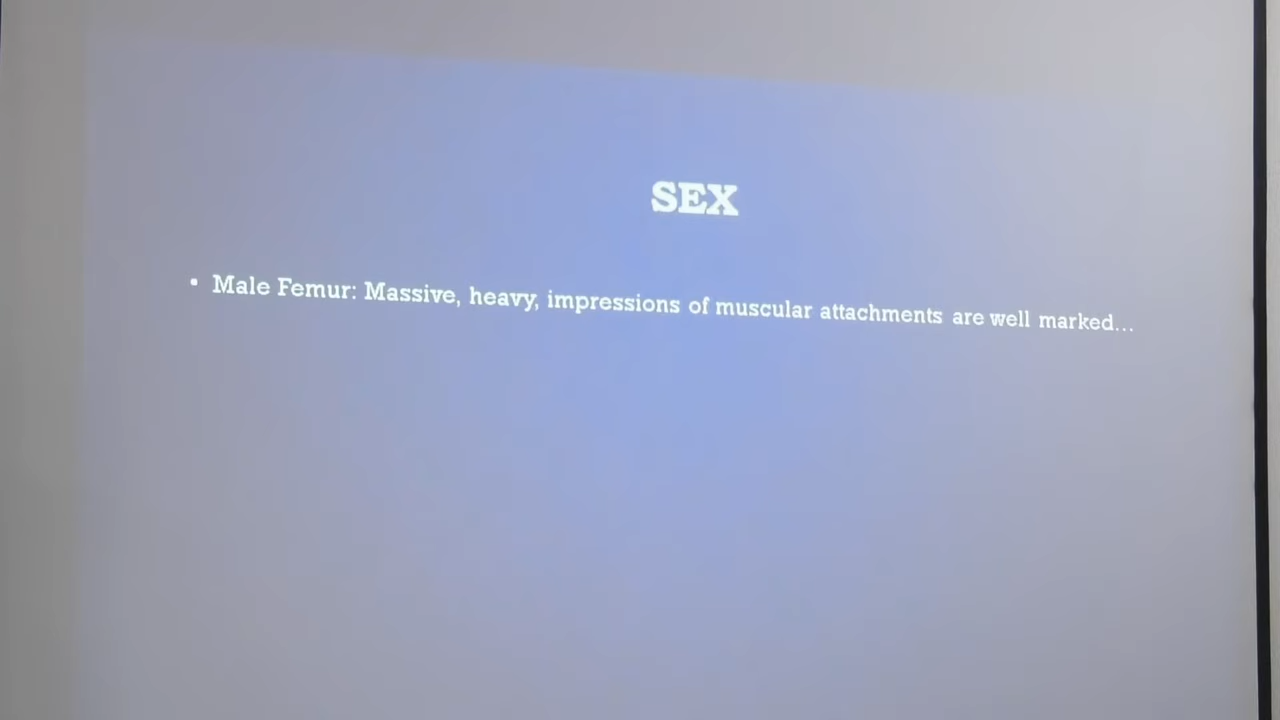 SEX
• Male Femur: Massive, heavy, impressions of muscular attachments are well marked...